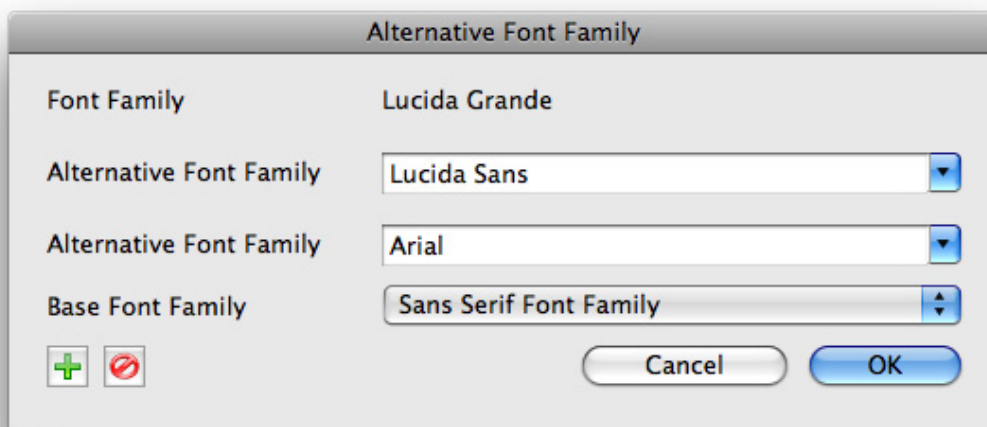 Alternative Font Family
Font Family Lucida Grande
Alternative Font Family Lucida Sans
Alternative Font Family Arial
Base Font Family Sans Serif Font Family
Cancel OK